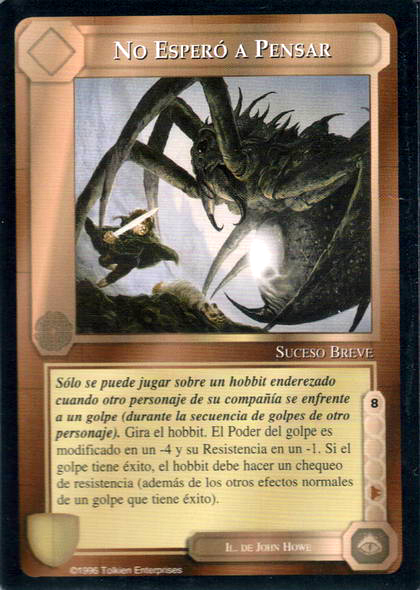 No Esperó a Pensar
Suceso Breve
Sólo se puede jugar sobre un hobbit enderezado
cuando otro personaje de su compañía se enfrente
a un golpe (durante la secuencia de golpes de otro
personaje). Gira el hobbit. El Poder del golpe es
modificado en un -4 y su Resistencia en un -1. Si el
golpe tiene éxito, el hobbit debe hacer un chequeo
de resistencia (además de los otros efectos normales
de un golpe que tiene éxito).
8
Il. de John Howe
©1996 Tolkien Enterprises